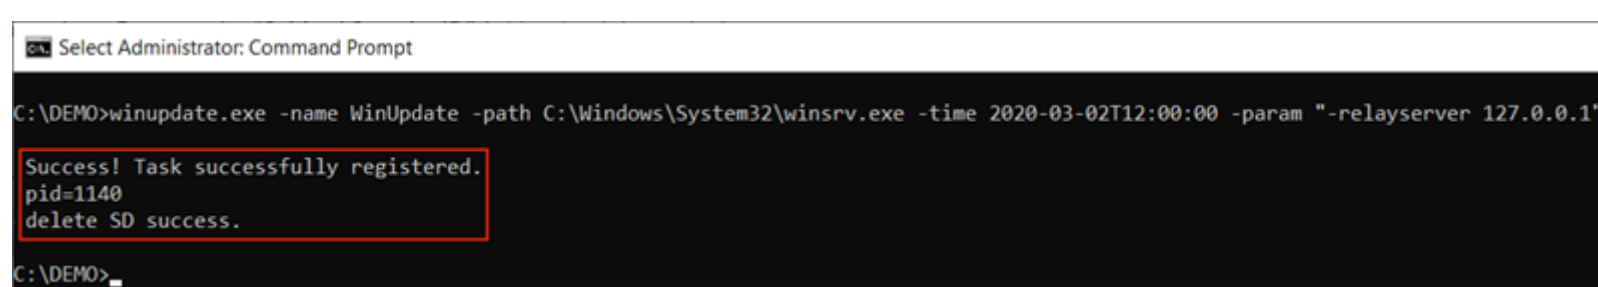 Select Administrator: Command Prompt
C:\DEMO>winupdate.exe -name WinUpdate -path C:\Windows\System32\winsrv.exe -time 2020-03-02T12:00:00 -param "-relayserver 127.0.0.1"
Success! Task successfully registered.
pid=1140
delete SD success.
C:\DEMO>